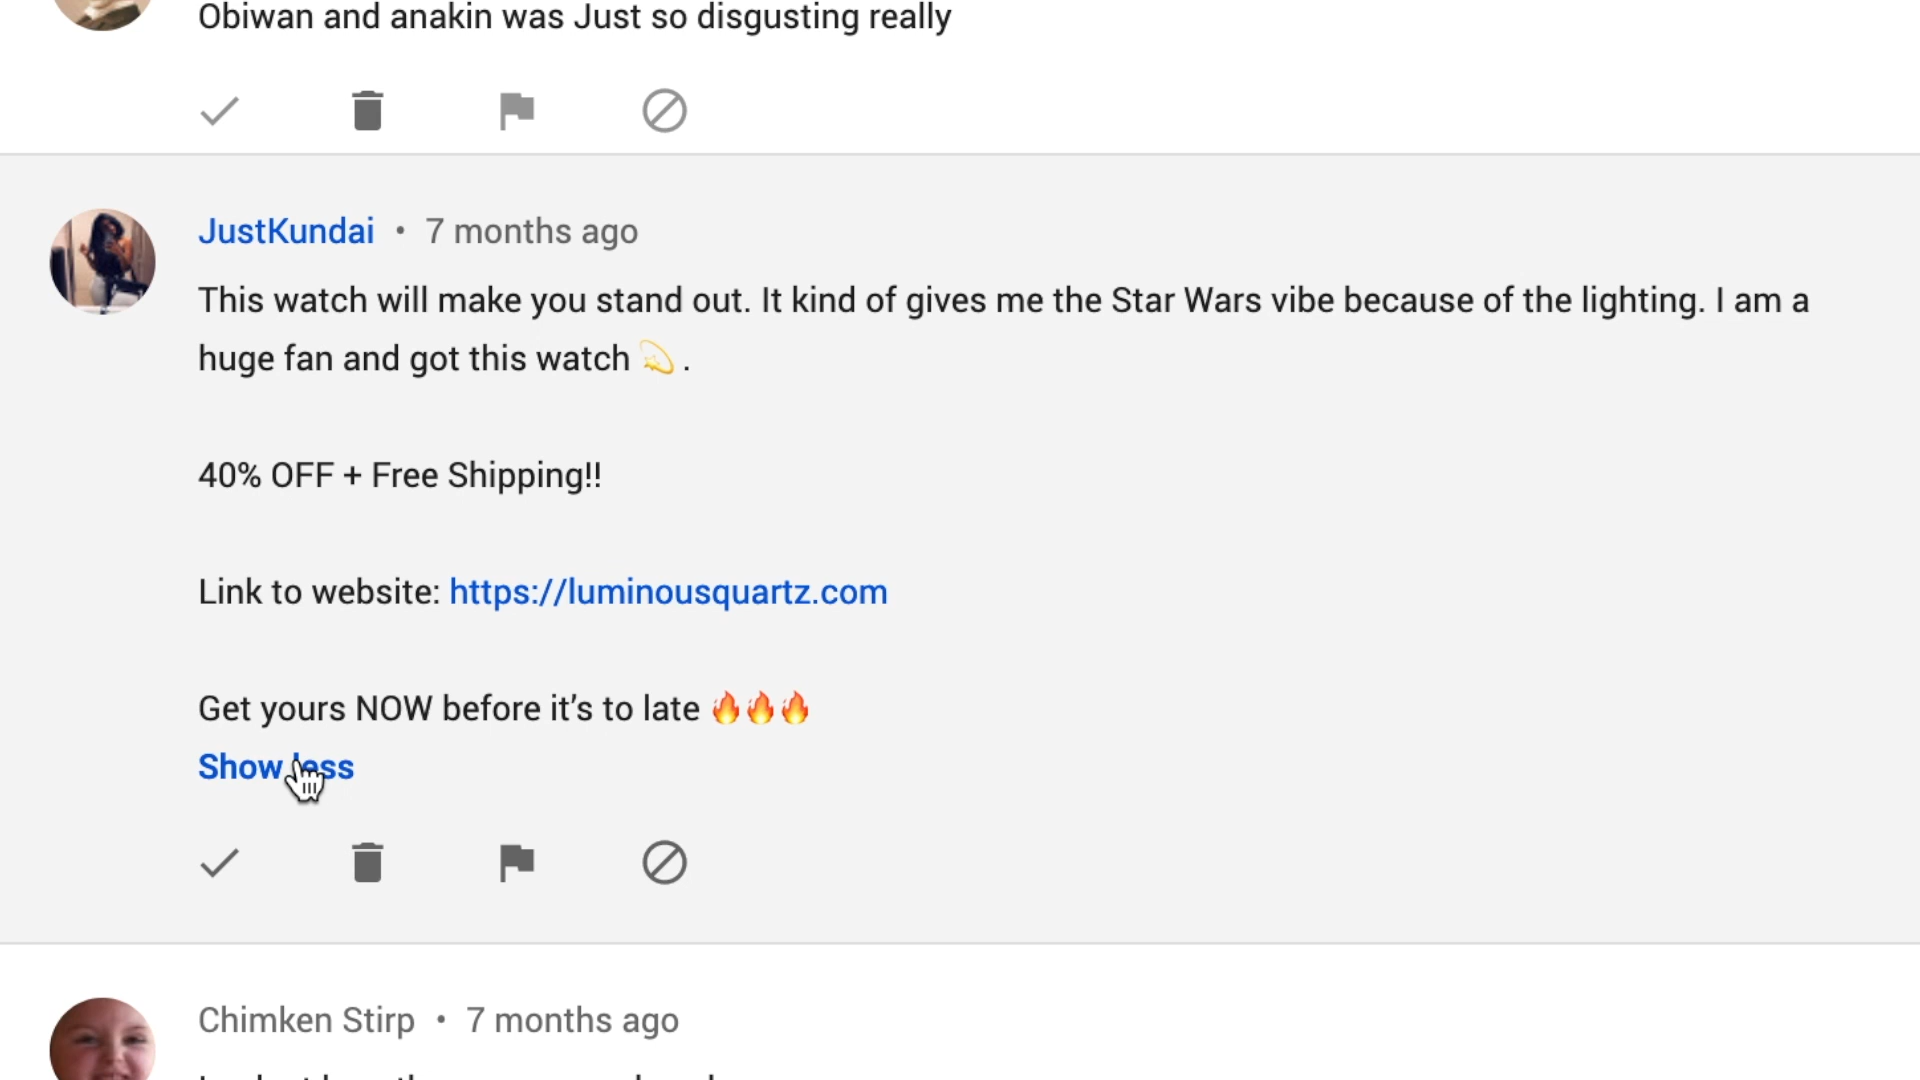 Obiwan and anakin was Just so disgusting really
JustKundai • 7 months ago
This watch will make you stand out. It kind of gives me the Star Wars vibe because of the lighting. I am a
huge fan and got this watch 💫 .
40% OFF + Free Shipping!!
Link to website: https://luminousquartz.com
Get yours NOW before it’s to late 🔥🔥🔥
Show less
Chimken Stirp • 7 months ago